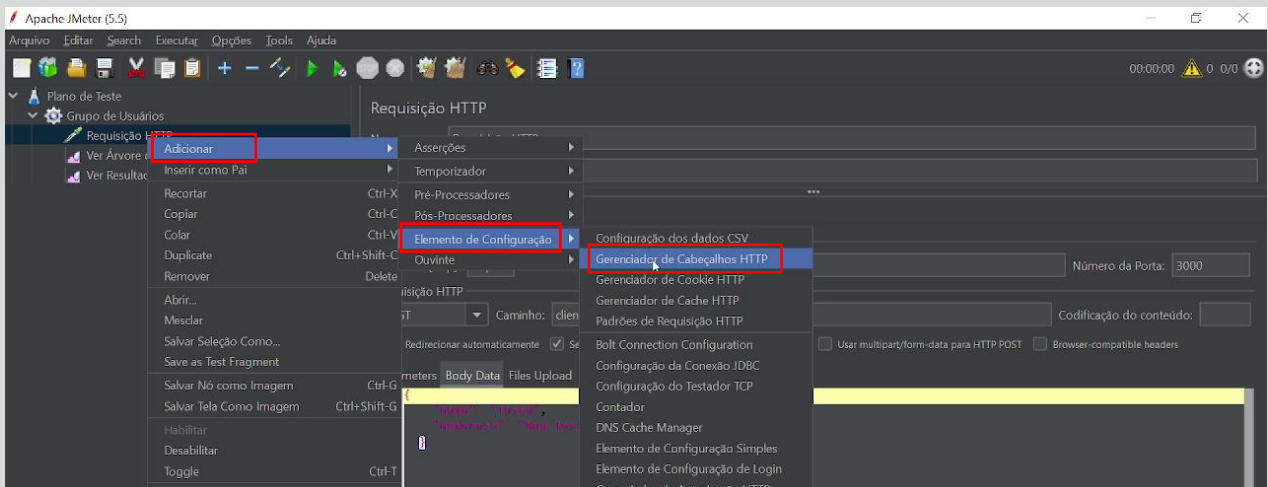 Apache JMeter (5.5)
Arquivo Editar Search Executar Opções Tools Ajuda
00:00:00 0 0/0
Plano de Teste
Grupo de Usuários
Requisição HTTP
Ver Árvore
Ver Resultad
Requisição HTTP
Adicionar
Inserir como Pai
Recortar Ctrl-X
Copiar Ctrl-C
Colar Ctrl-V
Duplicate Ctrl+Shift-C
Remover Delete
Abrir...
Mesclar
Salvar Seleção Como...
Save as Test Fragment
Salvar Nó como Imagem Ctrl-G
Salvar Tela Como Imagem Ctrl+Shift-G
Habilitar
Desabilitar
Toggle Ctrl-T
Asserções
Temporizador
Pré-Processadores
Pós-Processadores
Elemento de Configuração
Ouvinte
Configuração dos dados CSV
Gerenciador de Cabeçalhos HTTP
Gerenciador de Cookie HTTP
Gerenciador de Cache HTTP
Padrões de Requisição HTTP
Bolt Connection Configuration
Configuração da Conexão JDBC
Configuração do Testador TCP
Contador
DNS Cache Manager
Elemento de Configuração Simples
Elemento de Configuração de Login
Número da Porta: 3000
isição HTTP
ST Caminho: clien
Codificação do conteúdo:
Redirecionar automaticamente Se
Usar multipart/form-data para HTTP POST Browser-compatible headers
meters Body Data Files Upload
{
}